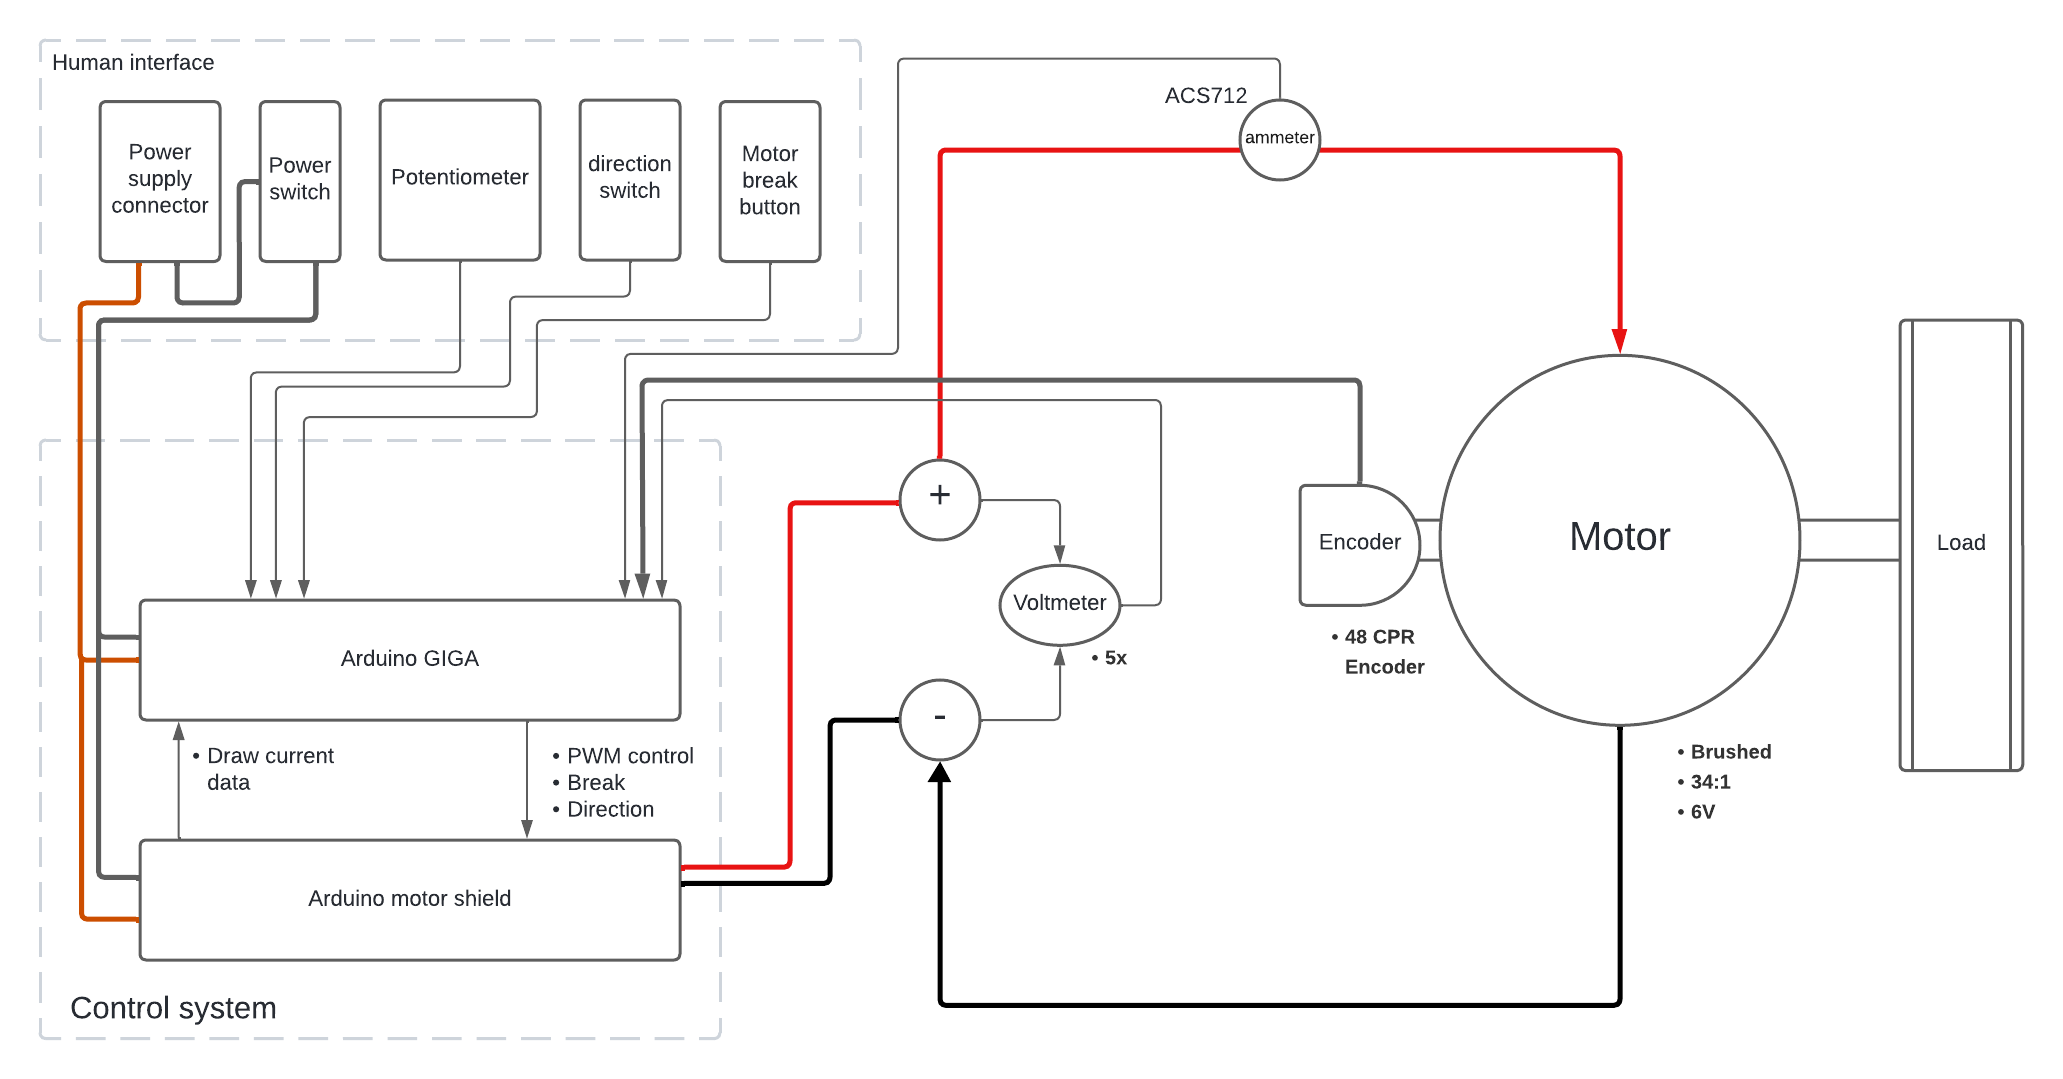 Human interface
Power
supply
connector
Power
switch
Potentiometer
direction
switch
Motor
break
button
ACS712
ammeter
+
Voltmeter
• 5x
-
Encoder
• 48 CPR
Encoder
Motor
• Brushed
• 34:1
• 6V
Load
Arduino GIGA
• Draw current
data
• PWM control
• Break
• Direction
Arduino motor shield
Control system